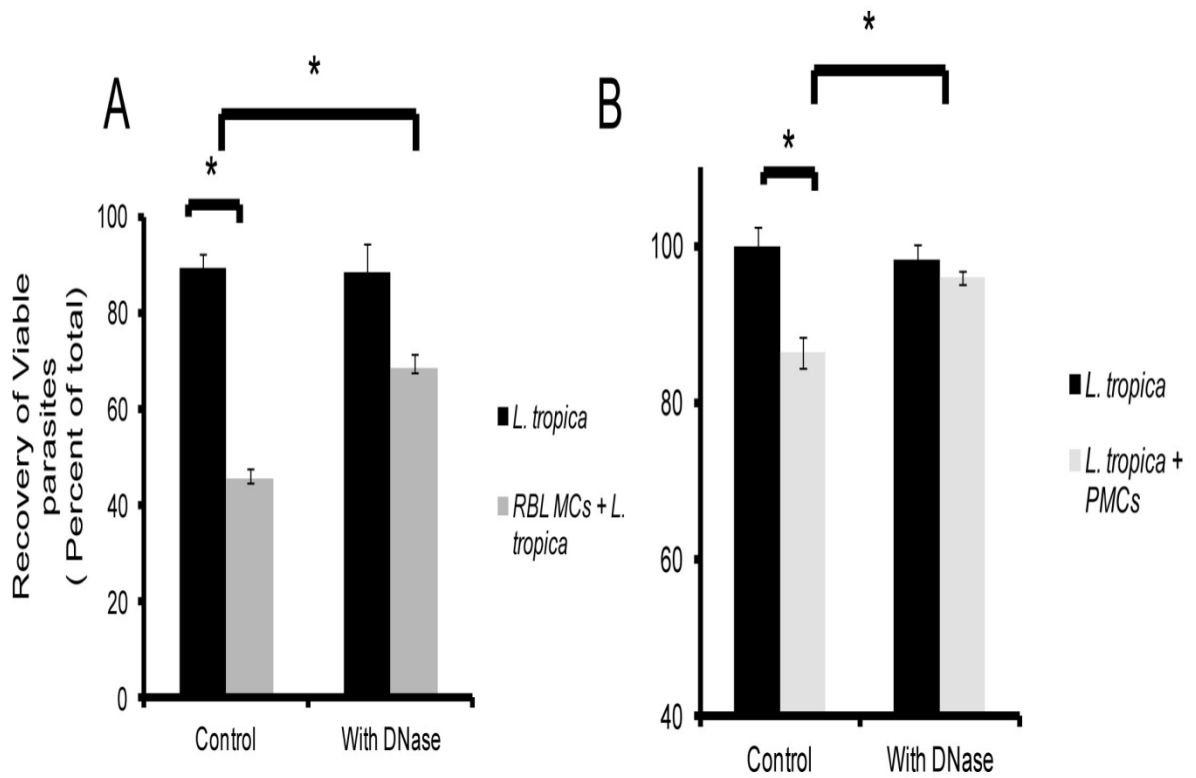 A
*
*
Recovery of Viable
parasites
( Percent of total)
100
80
60
40
20
0
Control
With DNase
L. tropica
RBL MCs + L.
tropica
B
*
*
100
80
60
40
Control
With DNase
L. tropica
L. tropica +
PMCs